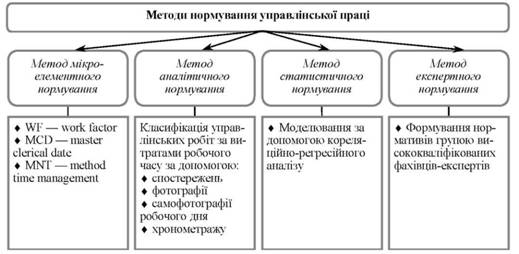 Методи нормування управлінської праці
Метод мікро-
елементного
нормування
Метод
аналітичного
нормування
Метод
статистичного
нормування
Метод
експертного
нормування
♦ WF — work factor
♦ MCD — master
clerical date
♦ MNT — method
time management
Класифікація управ-
лінських робіт за ви-
тратами робочого
часу за допомогою:
♦ спостережень
♦ фотографії
♦ самофотографії
робочого дня
♦ хронометражу
♦ Моделювання за
допомогою кореля-
ційно-регресійного
аналізу
♦ Формування нор-
мативів групою ви-
сококваліфікованих
фахівців-експертів